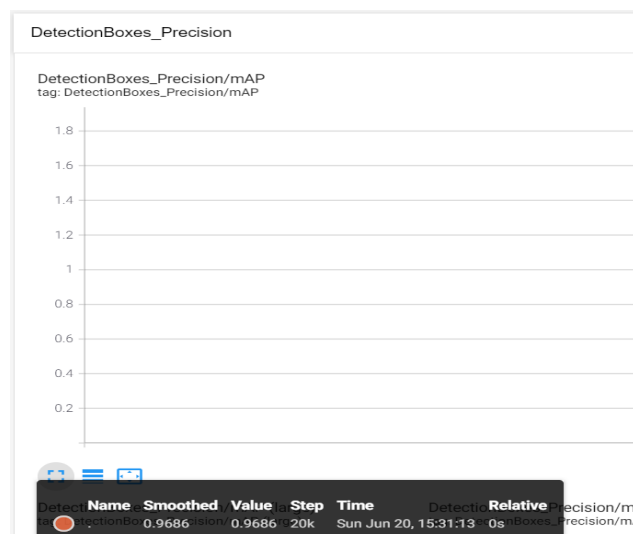 DetectionBoxes_Precision
DetectionBoxes_Precision/mAP
tag: DetectionBoxes_Precision/mAP
1.8
1.6
1.4
1.2
1
0.8
0.6
0.4
0.2
Name Smoothed Value Step Time Relative
. 0.9686 0.9686 20k Sun Jun 20, 15:31:13 0s